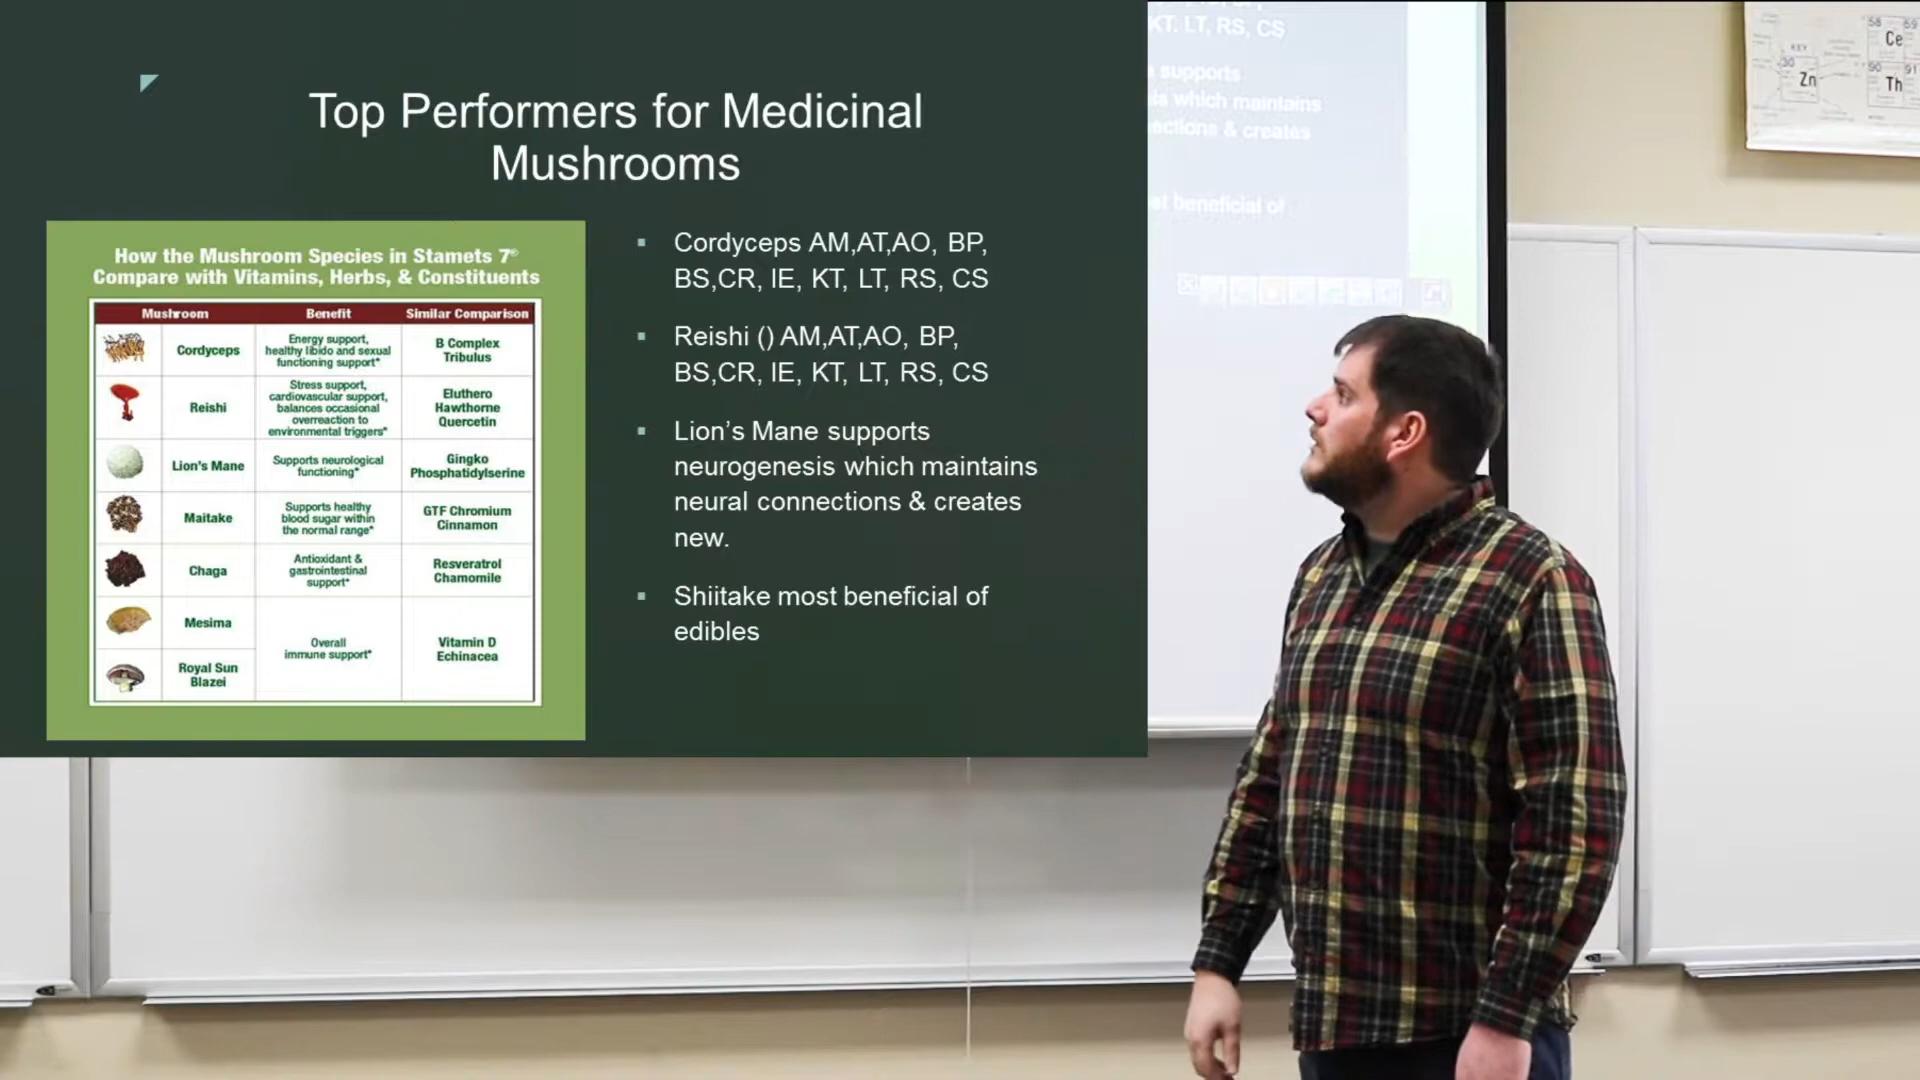 Top Performers for Medicinal
Mushrooms
How the Mushroom Species in Stamets 7®
Compare with Vitamins, Herbs, & Constituents
Mushroom Benefit Similar Comparison
Cordyceps
Energy support,
healthy libido and sexual
functioning support*
B Complex
Tribulus
Reishi
Stress support,
cardiovascular support,
balances occasional
overreaction to
environmental triggers*
Eluthero
Hawthorne
Quercetin
Lion's Mane
Supports neurological
functioning*
Gingko
Phosphatidylserine
Maitake
Supports healthy
blood sugar within
the normal range*
GTF Chromium
Cinnamon
Chaga
Antioxidant &
gastrointestinal
support*
Resveratrol
Chamomile
Mesima
Royal Sun
Blazei
Overall
immune support*
Vitamin D
Echinacea
▪ Cordyceps AM,AT,AO, BP,
BS,CR, IE, KT, LT, RS, CS
▪ Reishi () AM,AT,AO, BP,
BS,CR, IE, KT, LT, RS, CS
▪ Lion’s Mane supports
neurogenesis which maintains
neural connections & creates
new.
▪ Shiitake most beneficial of
edibles
KT. LT, RS, CS
supports
which maintains
& creates
beneficial of
KEY
30
Zn
58
Ce
59
90
Th
91